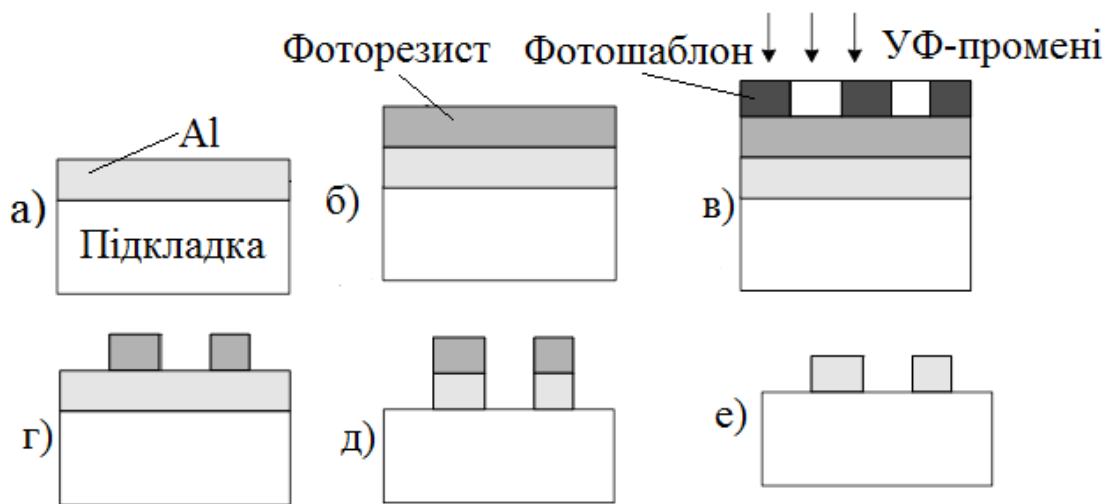 Фоторезист
Фотошаблон
УФ-промені
Al
а)
Підкладка
б)
в)
г)
д)
е)